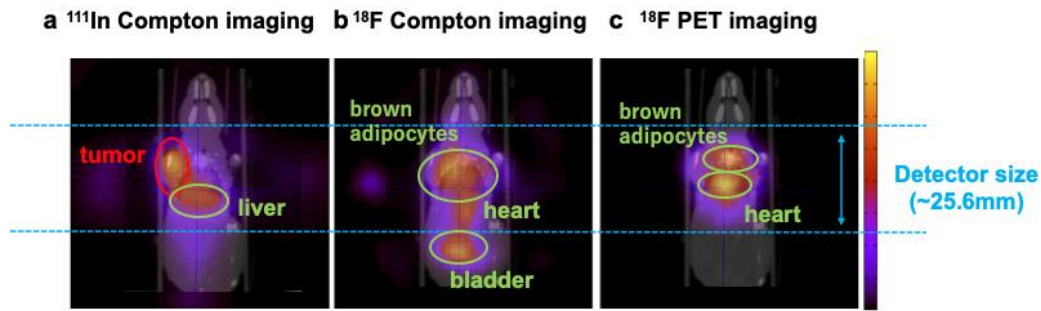 a ¹¹¹In Compton imaging
b ¹⁸F Compton imaging
c ¹⁸F PET imaging
tumor
liver
brown
adipocytes
heart
bladder
brown
adipocytes
heart
Detector size
(~25.6mm)